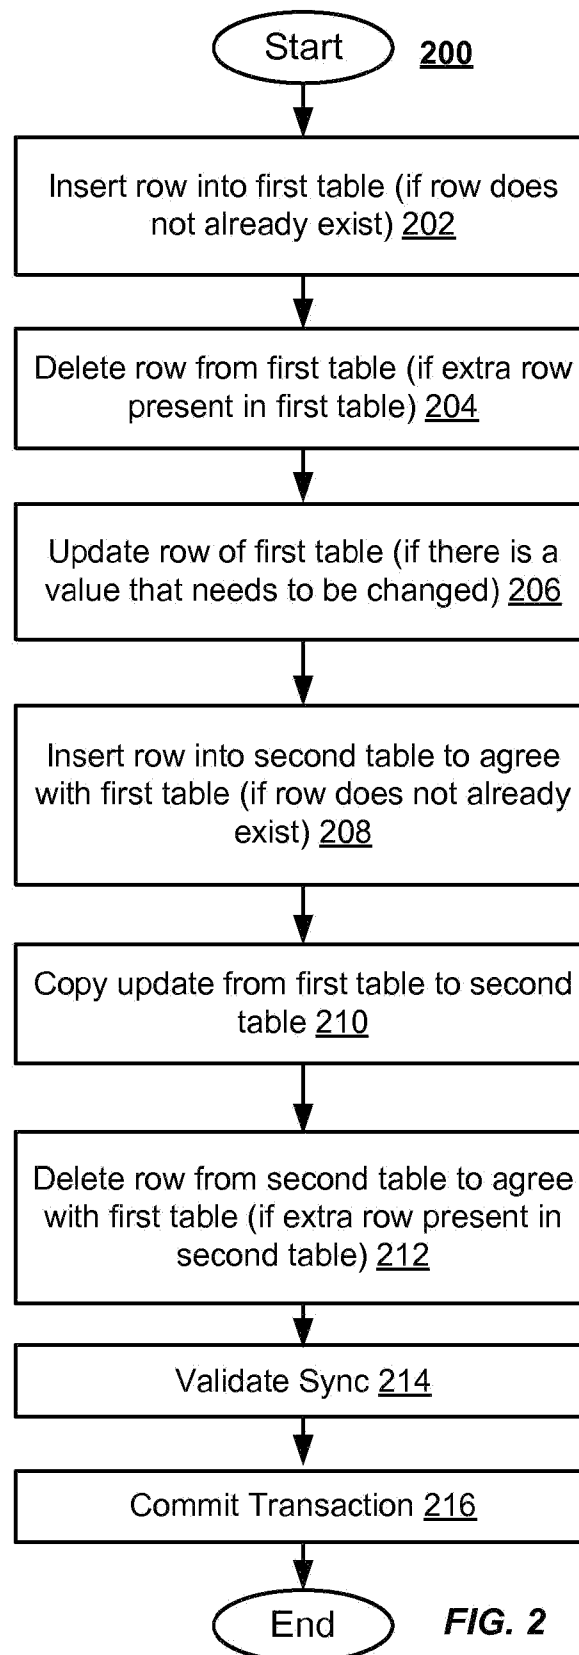 Start
200
Insert row into first table (if row does
not already exist) 202
Delete row from first table (if extra row
present in first table) 204
Update row of first table (if there is a
value that needs to be changed) 206
Insert row into second table to agree
with first table (if row does not already
exist) 208
Copy update from first table to second
table 210
Delete row from second table to agree
with first table (if extra row present in
second table) 212
Validate Sync 214
Commit Transaction 216
End
FIG. 2